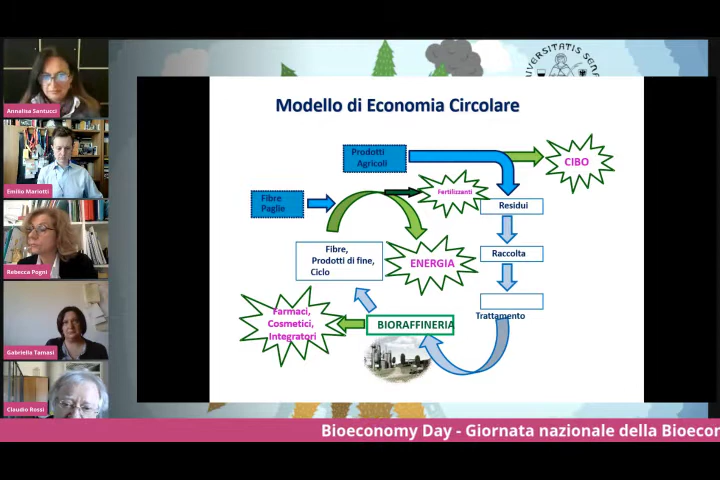 VERSITATIS SENE
Modello di Economia Circolare
Annalisa Santucci
Prodotti
Agricoli
CIBO
Emilio Mariotti
Fertilizzanti
Fibre
Paglie
Residui
Rebecca Pogni
Fibre,
Prodotti di fine,
Ciclo
ENERGIA
Raccolta
Farmaci,
Cosmetici,
Integratori
BIORAFFINERIA
Trattamento
Gabriella Tamasi
Claudio Rossi
Bioeconomy Day - Giornata nazionale della Bioecon